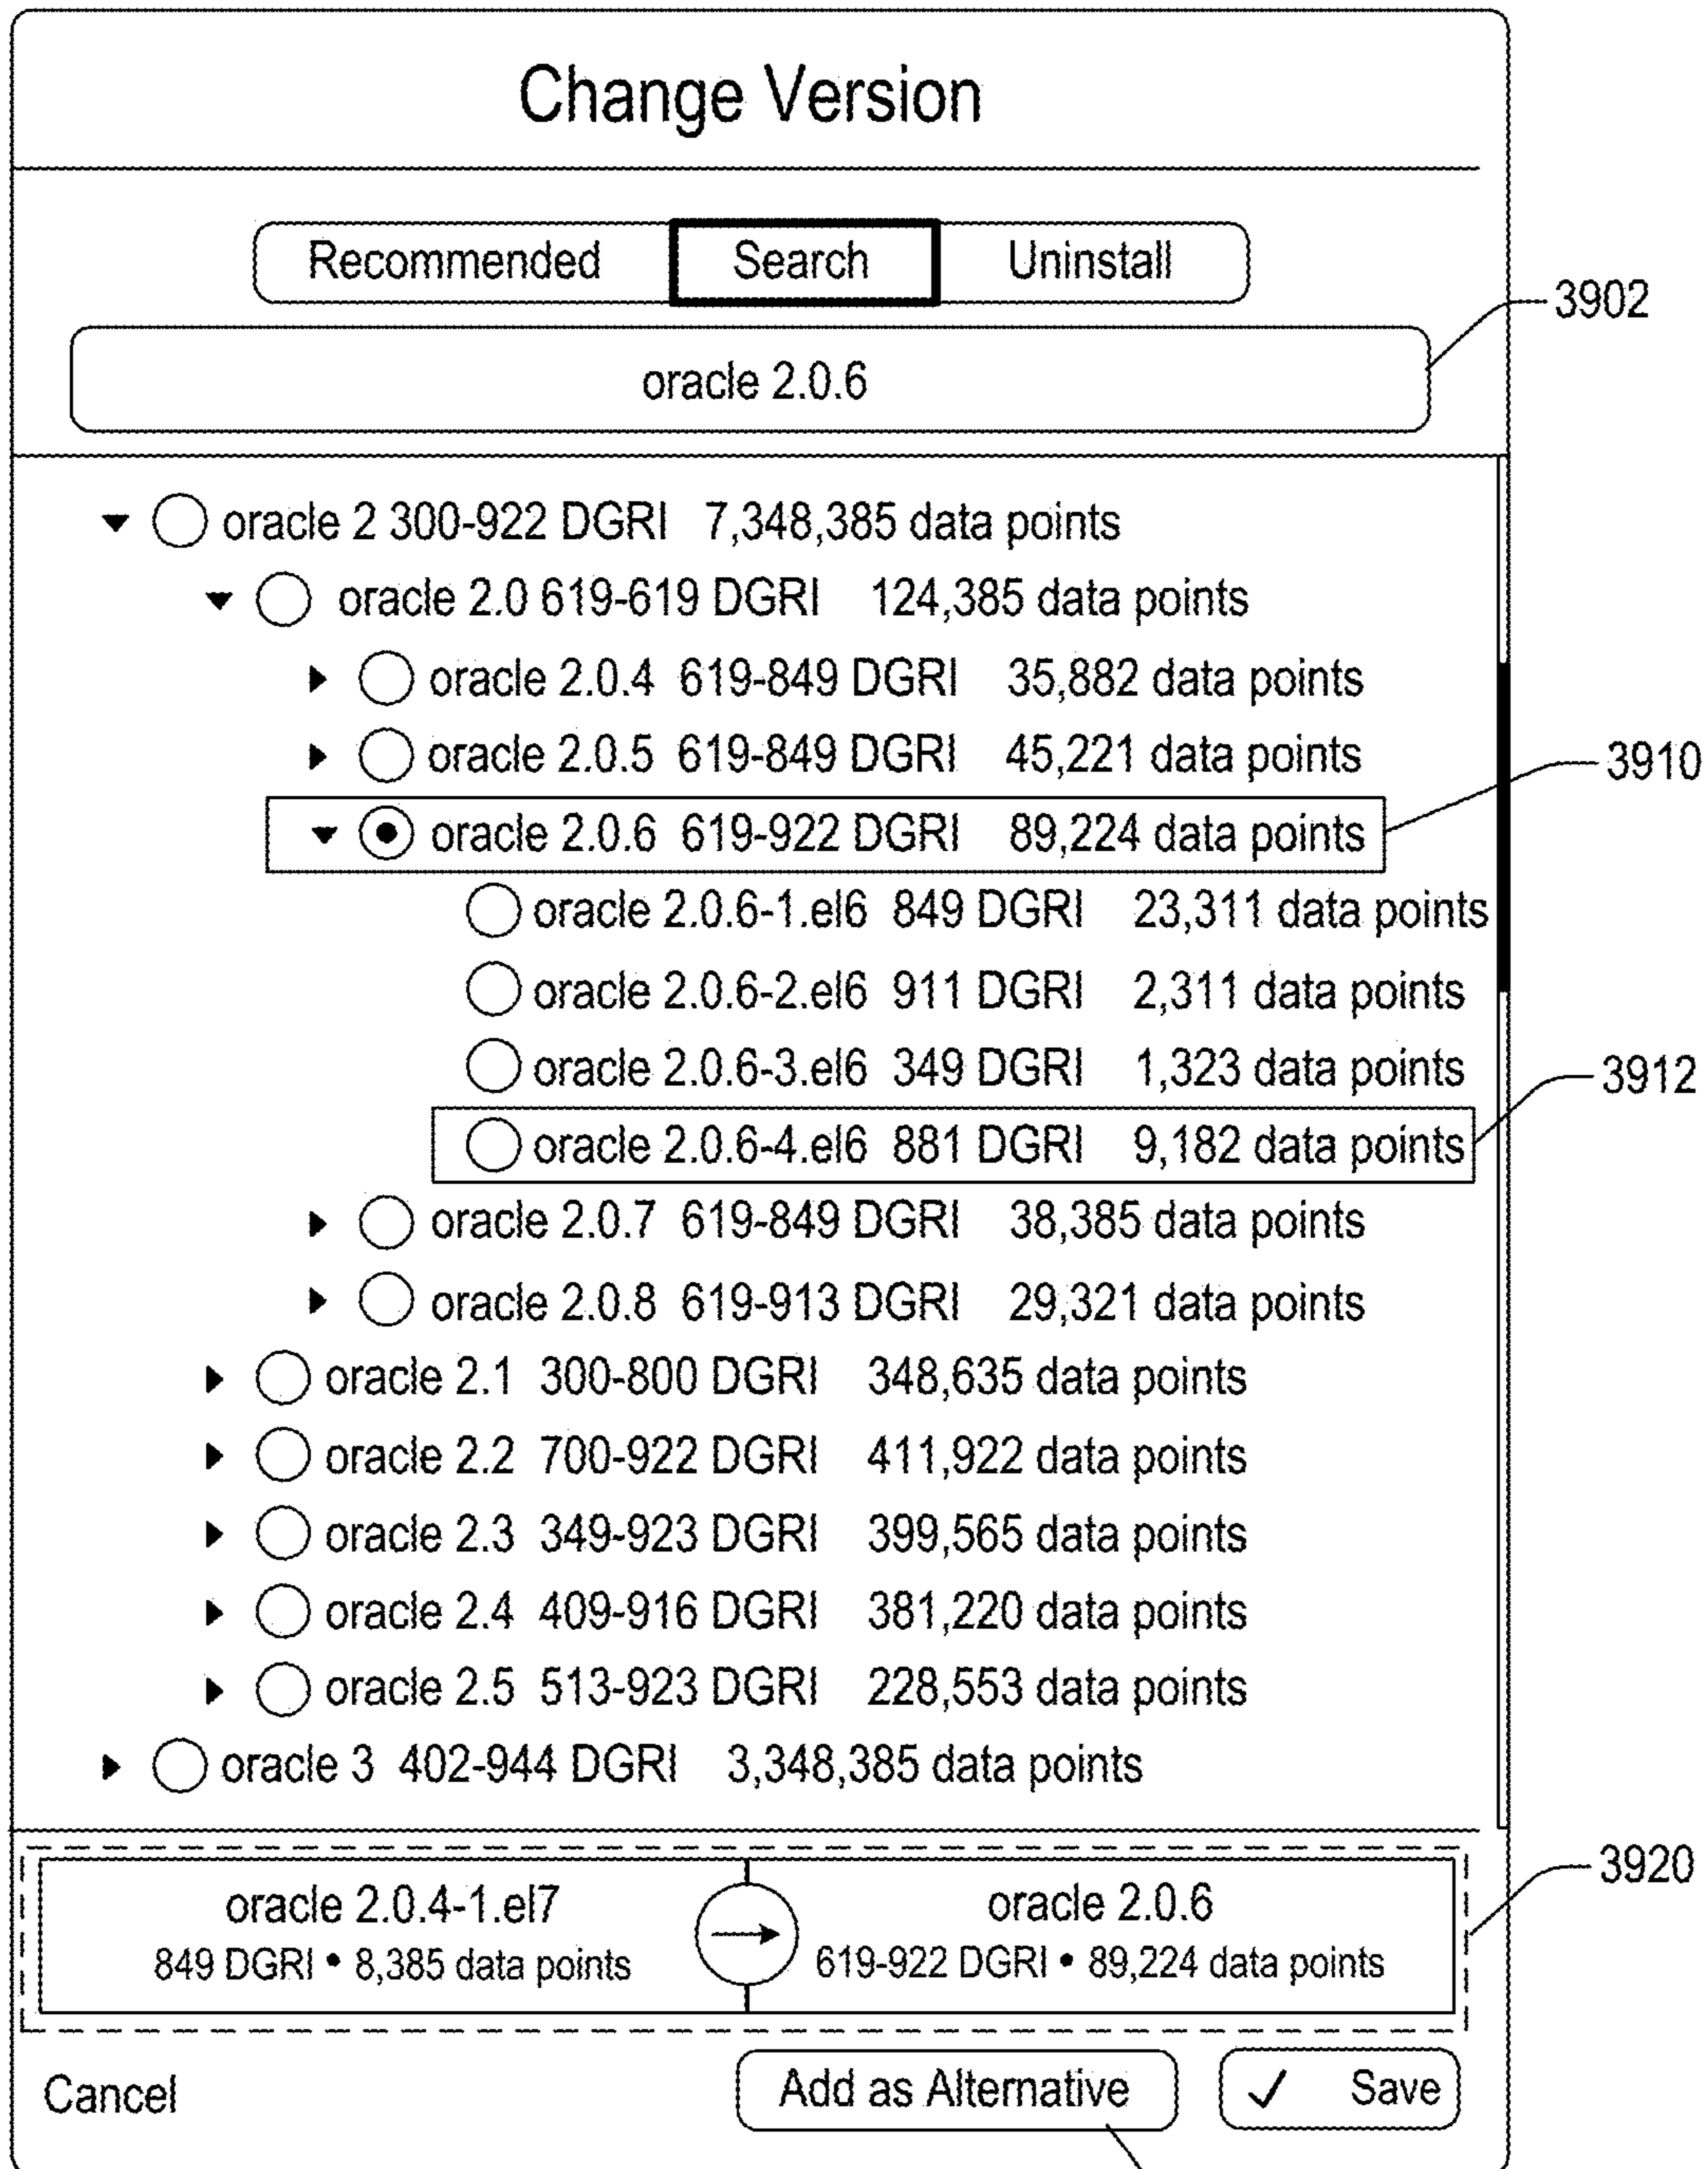 Change Version
Recommended Search Uninstall
3902
oracle 2.0.6
oracle 2 300-922 DGRI 7,348,385 data points
oracle 2.0 619-619 DGRI 124,385 data points
oracle 2.0.4 619-849 DGRI 35,882 data points
oracle 2.0.5 619-849 DGRI 45,221 data points
3910
oracle 2.0.6 619-922 DGRI 89,224 data points
oracle 2.0.6-1.el6 849 DGRI 23,311 data points
oracle 2.0.6-2.el6 911 DGRI 2,311 data points
oracle 2.0.6-3.el6 349 DGRI 1,323 data points
3912
oracle 2.0.6-4.el6 881 DGRI 9,182 data points
oracle 2.0.7 619-849 DGRI 38,385 data points
oracle 2.0.8 619-913 DGRI 29,321 data points
oracle 2.1 300-800 DGRI 348,635 data points
oracle 2.2 700-922 DGRI 411,922 data points
oracle 2.3 349-923 DGRI 399,565 data points
oracle 2.4 409-916 DGRI 381,220 data points
oracle 2.5 513-923 DGRI 228,553 data points
oracle 3 402-944 DGRI 3,348,385 data points
3920
oracle 2.0.4-1.el7
849 DGRI • 8,385 data points
oracle 2.0.6
619-922 DGRI • 89,224 data points
Cancel Add as Alternative ✓ Save